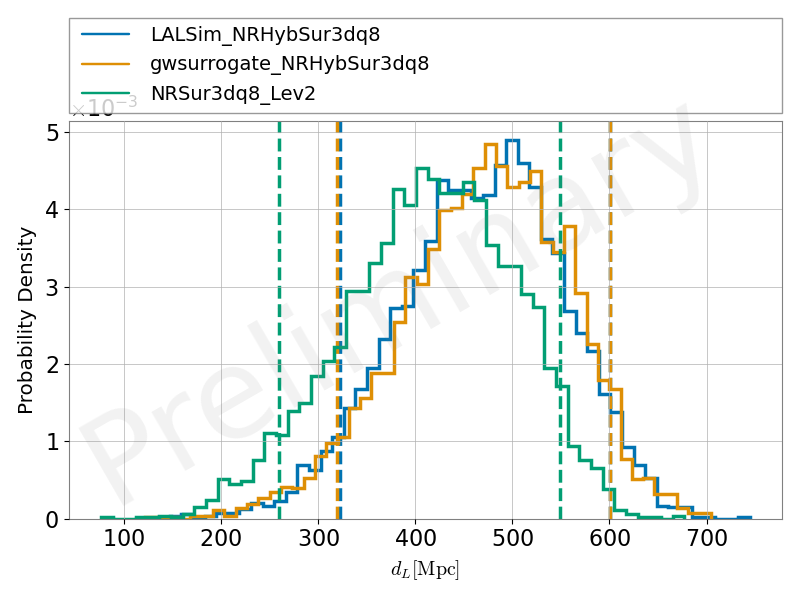 LALSim_NRHybSur3dq8
gwsurrogate_NRHybSur3dq8
NRSur3dq8_Lev2
×10⁻³
5
4
3
2
1
0
Probability Density
100 200 300 400 500 600 700
d_L[Mpc]
Preliminary